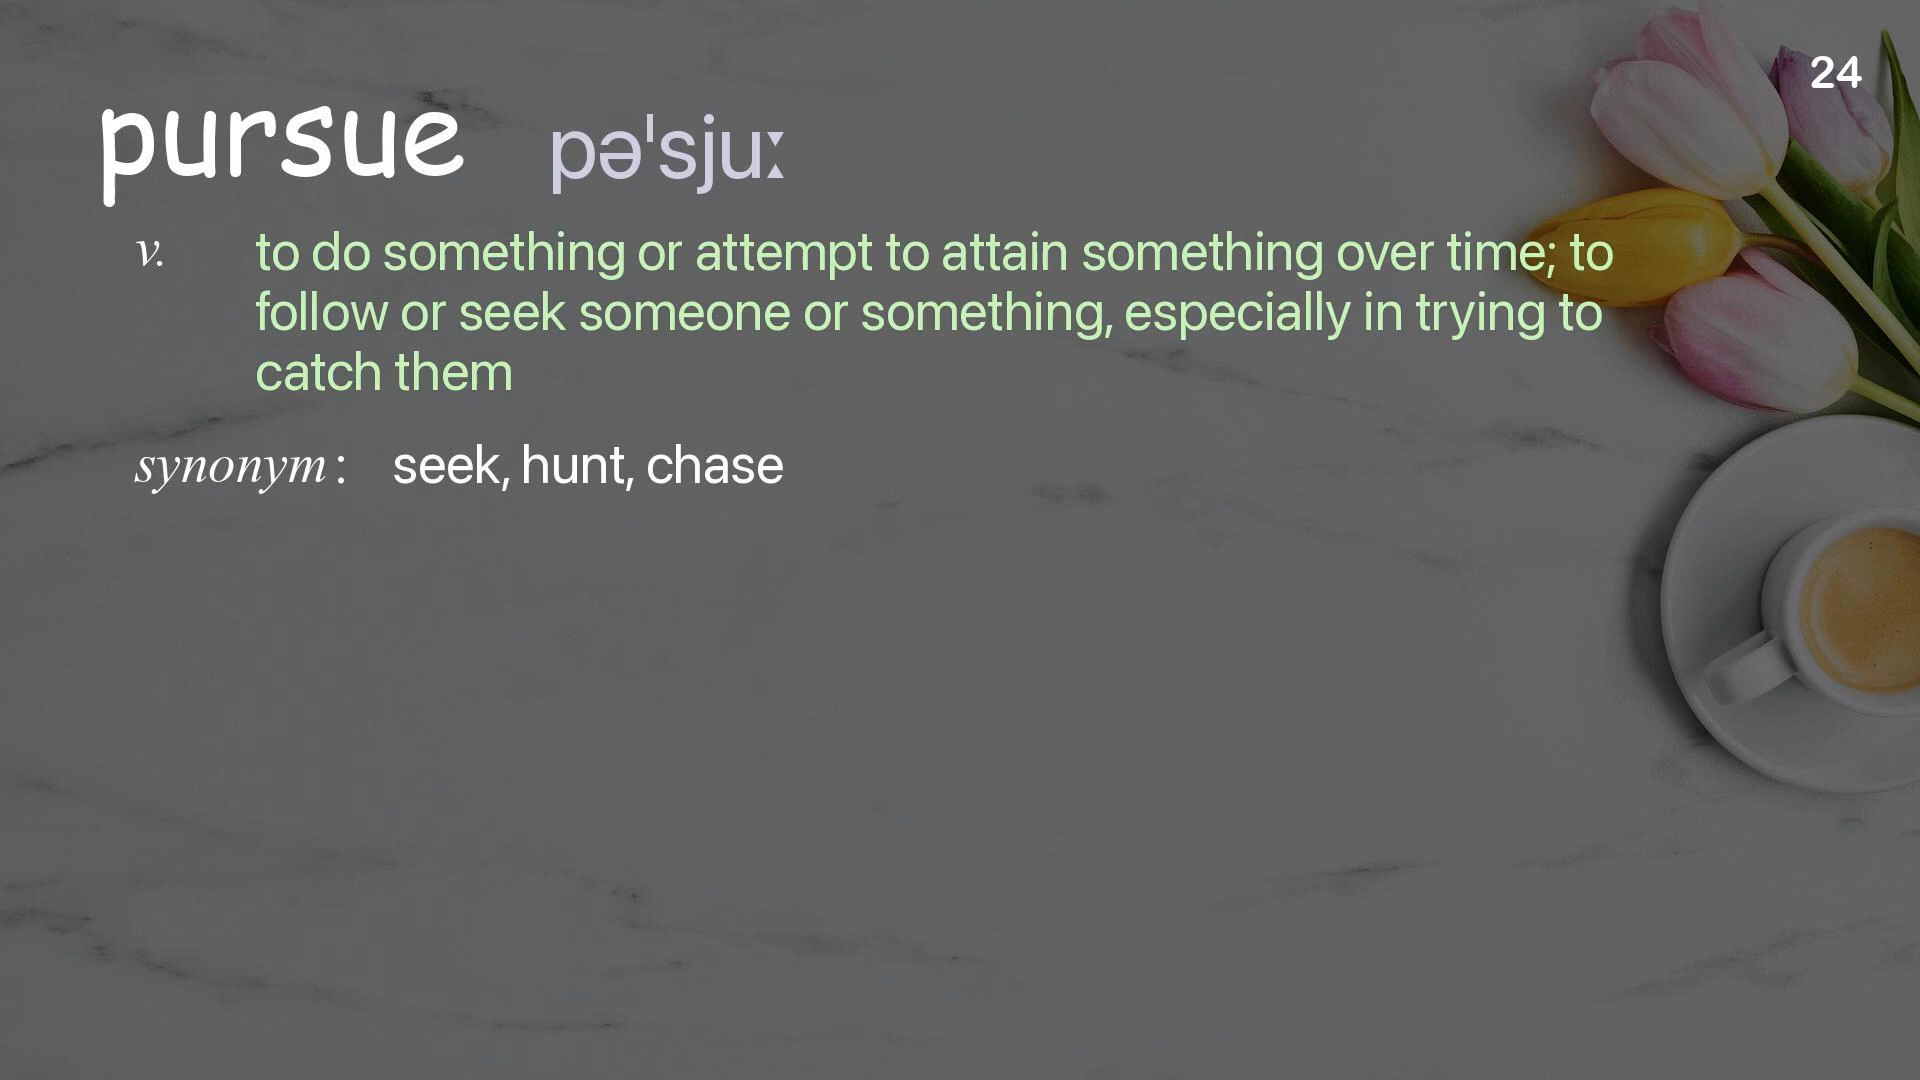 24
pursue pəˈsjuː
v. to do something or attempt to attain something over time; to
follow or seek someone or something, especially in trying to
catch them
synonym : seek, hunt, chase